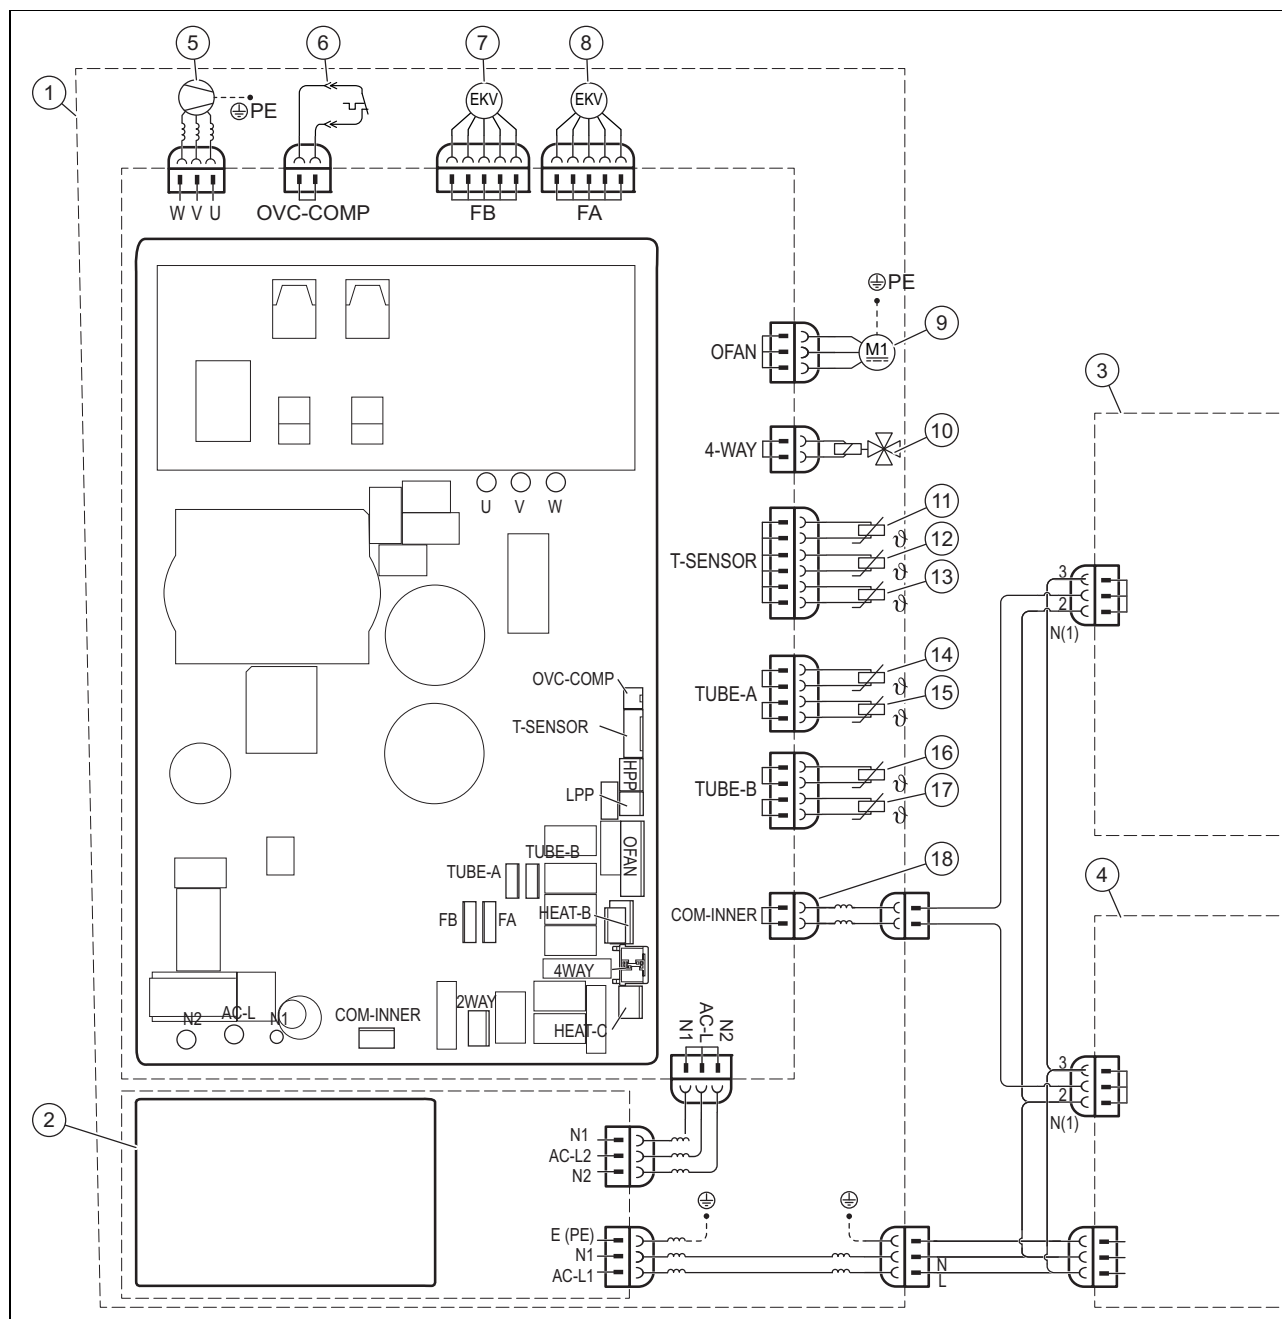 5
6
7
8
1
EKV
EKV
PE
W V U
OVC-COMP
FB
FA
PE
9
OFAN
M1
3
4-WAY
10
U
V
W
11
T-SENSOR
ϑ
12
ϑ
13
ϑ
3
2
N(1)
OVC-COMP
14
TUBE-A
ϑ
15
ϑ
T-SENSOR
HPP
16
LPP
TUBE-B
ϑ
17
ϑ
OFAN
TUBE-B
TUBE-A
18
4
FB
FA
HEAT-B
COM-INNER
4WAY
2WAY
N2
AC-L
N1
COM-INNER
HEAT-C
N1
AC-L
N2
3
2
N(1)
2
N1
AC-L2
N2
E (PE)
N1
AC-L1
N
L